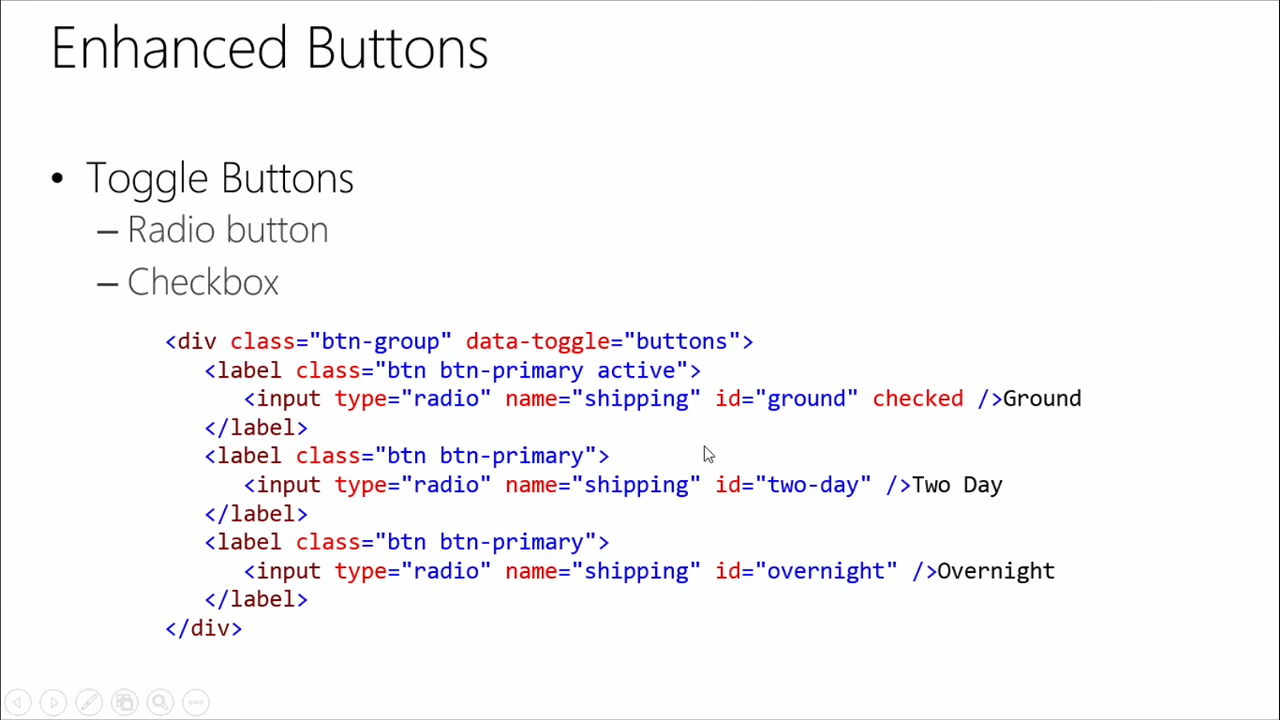 Enhanced Buttons
• Toggle Buttons
– Radio button
– Checkbox
<div class="btn-group" data-toggle="buttons">
<label class="btn btn-primary active">
<input type="radio" name="shipping" id="ground" checked />Ground
</label>
<label class="btn btn-primary">
<input type="radio" name="shipping" id="two-day" />Two Day
</label>
<label class="btn btn-primary">
<input type="radio" name="shipping" id="overnight" />Overnight
</label>
</div>